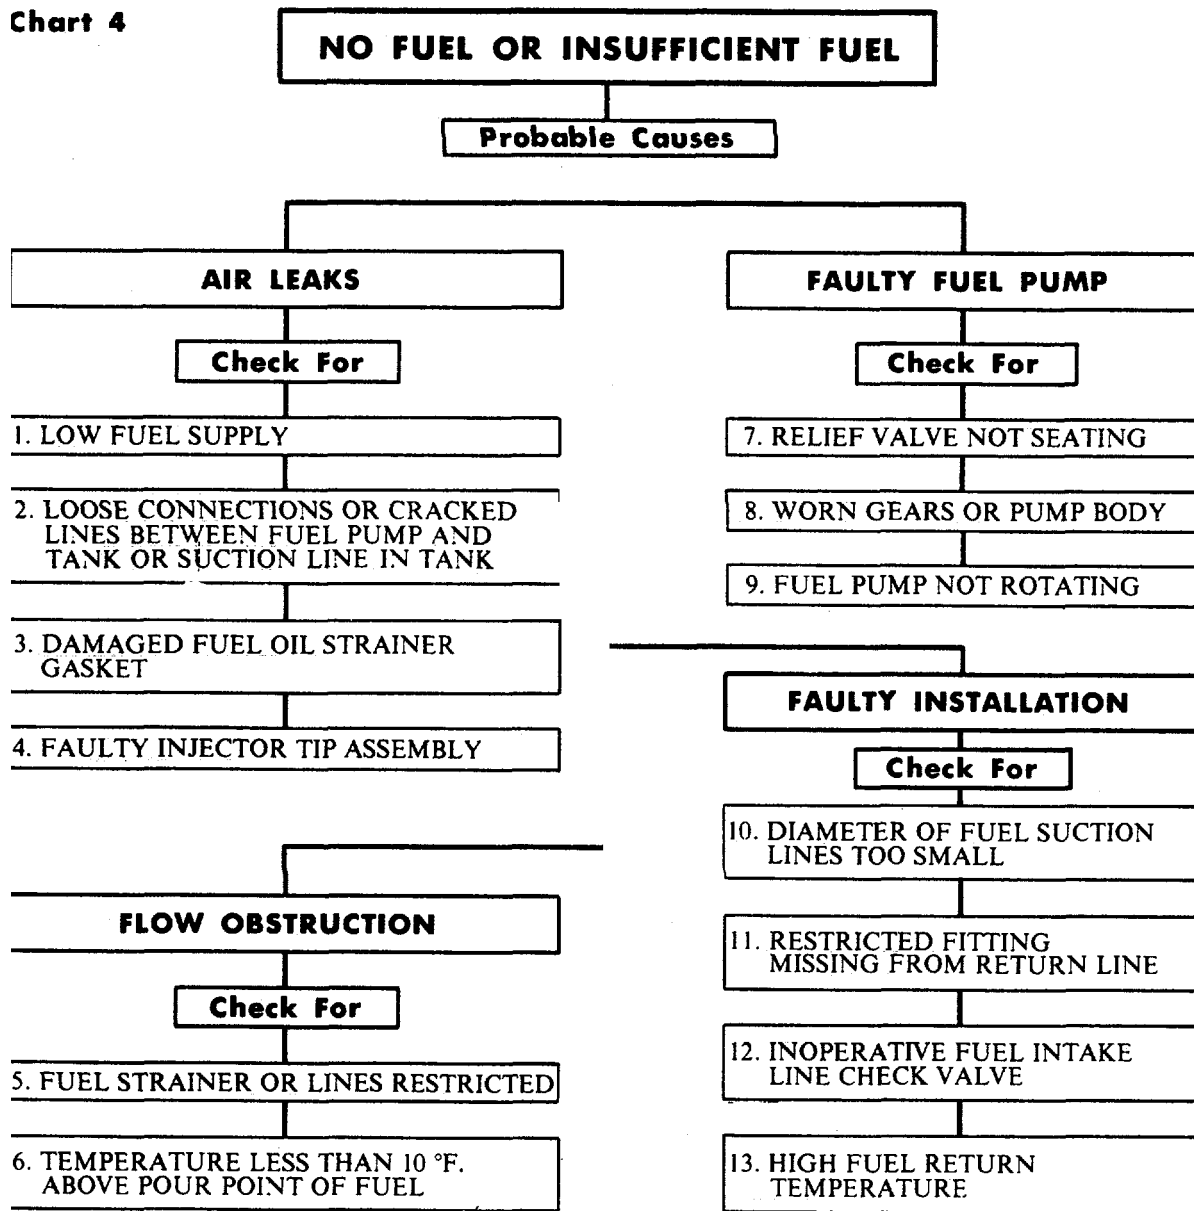 Chart 4
NO FUEL OR INSUFFICIENT FUEL
Probable Causes
AIR LEAKS
Check For
1. LOW FUEL SUPPLY
2. LOOSE CONNECTIONS OR CRACKED
LINES BETWEEN FUEL PUMP AND
TANK OR SUCTION LINE IN TANK
3. DAMAGED FUEL OIL STRAINER
GASKET
4. FAULTY INJECTOR TIP ASSEMBLY
FLOW OBSTRUCTION
Check For
5. FUEL STRAINER OR LINES RESTRICTED
6. TEMPERATURE LESS THAN 10 °F.
ABOVE POUR POINT OF FUEL
FAULTY FUEL PUMP
Check For
7. RELIEF VALVE NOT SEATING
8. WORN GEARS OR PUMP BODY
9. FUEL PUMP NOT ROTATING
FAULTY INSTALLATION
Check For
10. DIAMETER OF FUEL SUCTION
LINES TOO SMALL
11. RESTRICTED FITTING
MISSING FROM RETURN LINE
12. INOPERATIVE FUEL INTAKE
LINE CHECK VALVE
13. HIGH FUEL RETURN
TEMPERATURE